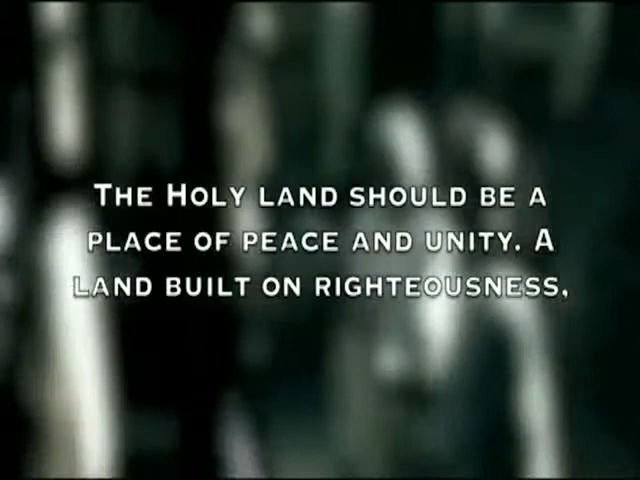 THE HOLY LAND SHOULD BE A
PLACE OF PEACE AND UNITY. A
LAND BUILT ON RIGHTEOUSNESS,